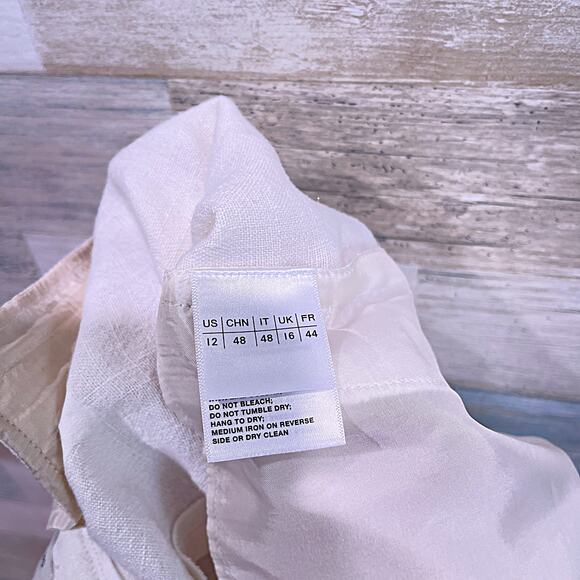 US CHN IT UK FR
12 48 48 16 44
DO NOT BLEACH;
DO NOT TUMBLE DRY;
HANG TO DRY;
MEDIUM IRON ON REVERSE
SIDE OR DRY CLEAN